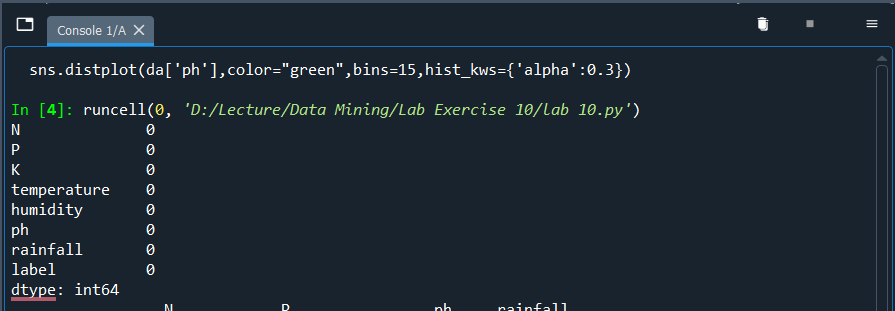 Console 1/A
sns.distplot(da['ph'],color="green",bins=15,hist_kws={'alpha':0.3})
In [4]: runcell(0, 'D:/Lecture/Data Mining/Lab Exercise 10/lab 10.py')
N 0
P 0
K 0
temperature 0
humidity 0
ph 0
rainfall 0
label 0
dtype: int64
N P ph rainfall